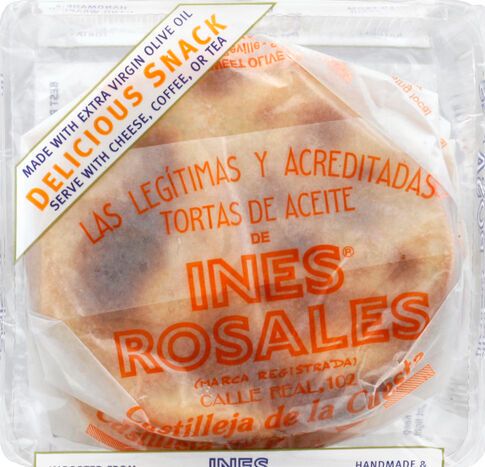 MADE WITH EXTRA VIRGIN OLIVE OIL
DELICIOUS SNACK
SERVE WITH CHEESE, COFFEE, OR TEA
LAS LEGÍTIMAS Y ACREDITADAS
TORTAS DE ACEITE
DE
INES®
ROSALES
(MARCA REGISTRADA)
CALLE REAL, 102
Castilleja de la Cuesta
INES
HANDMADE &